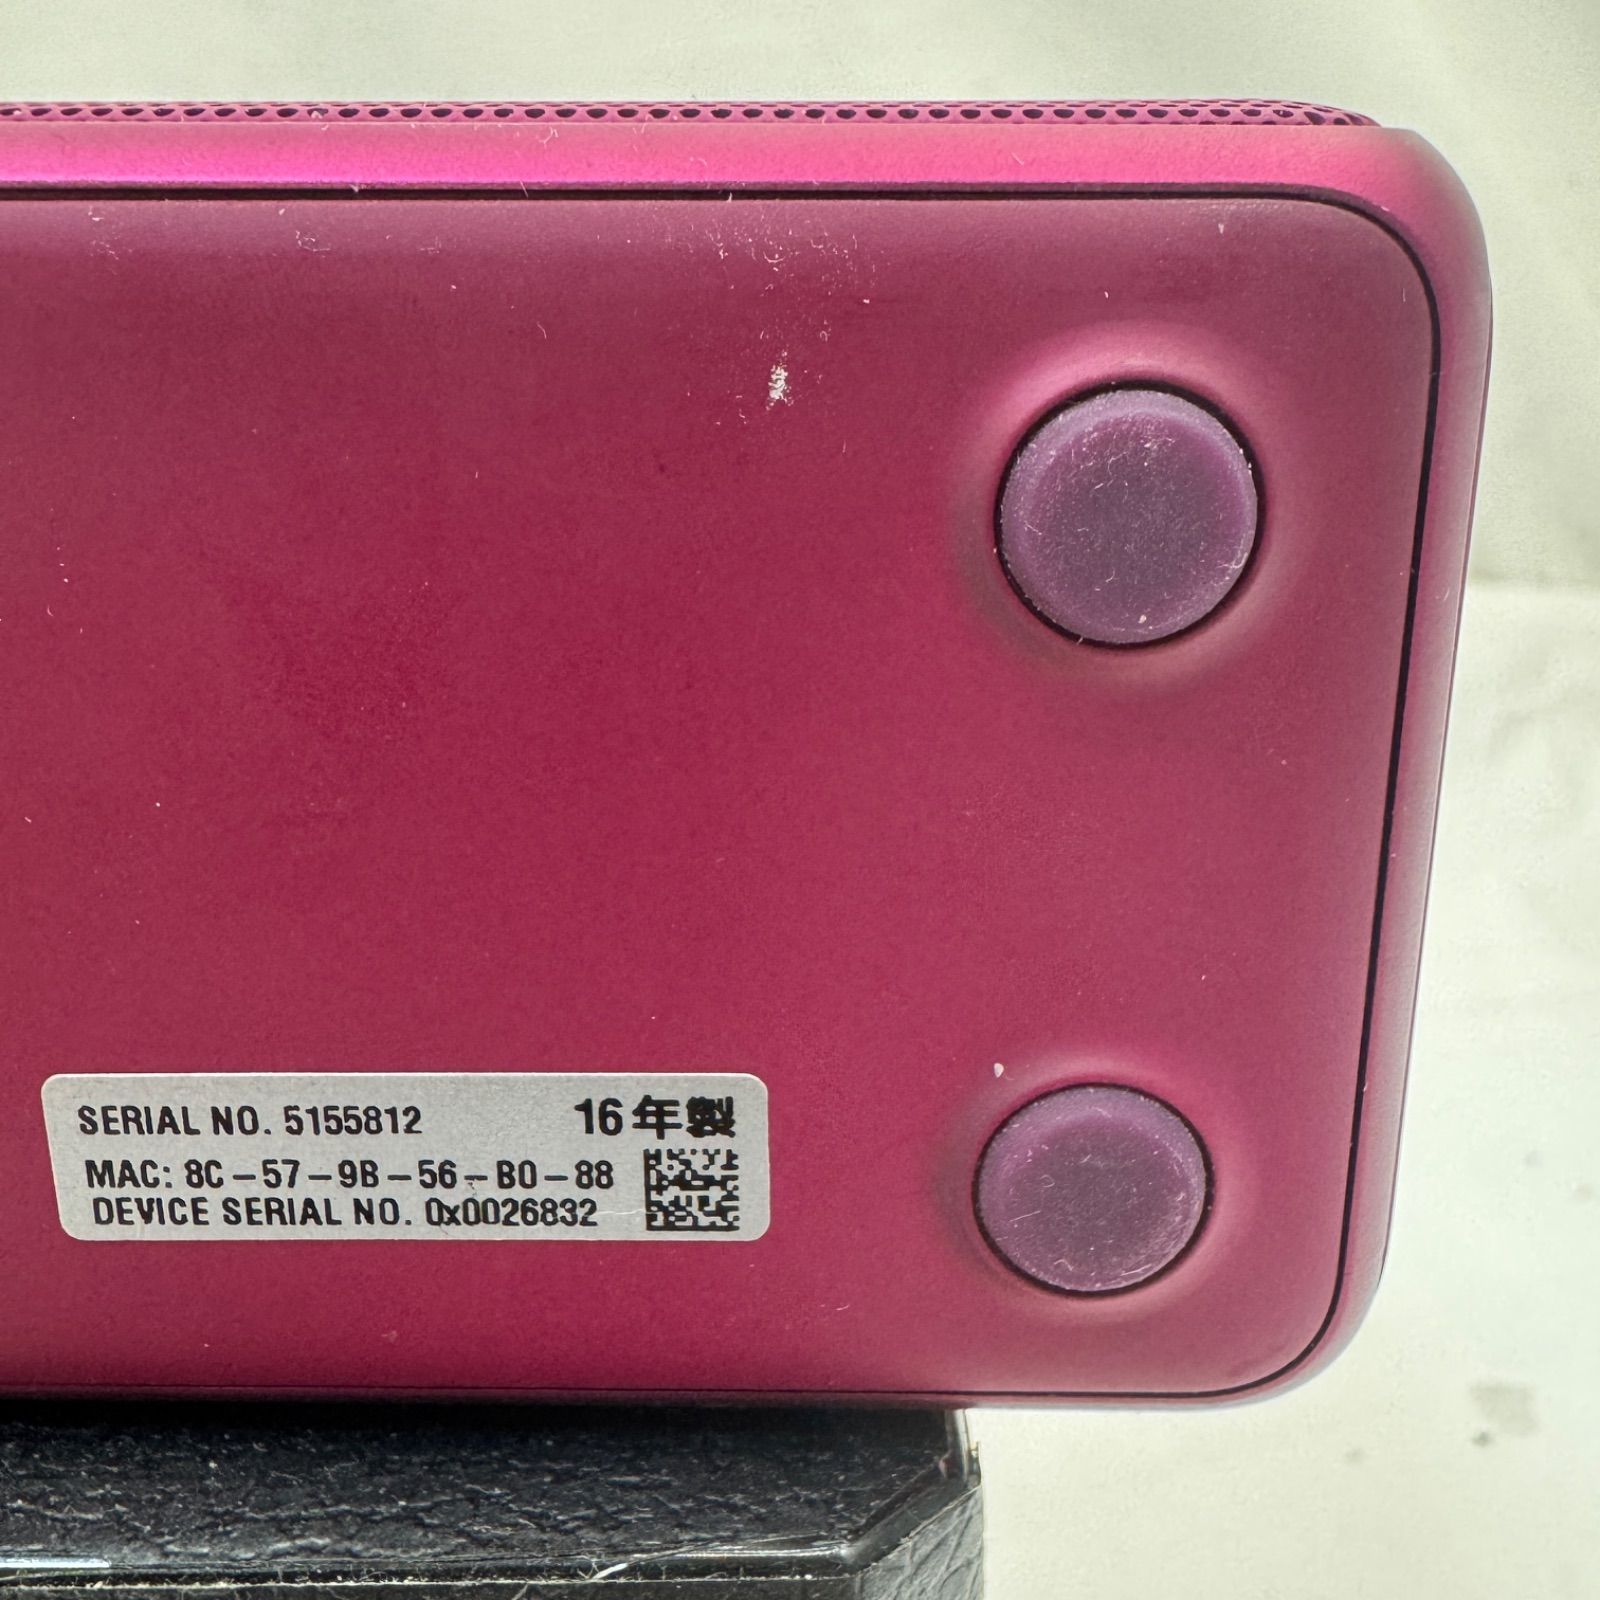 SERIAL NO. 5155812 16年製
MAC: 8C-57-9B-56-B0-88
DEVICE SERIAL NO. 0x0026832